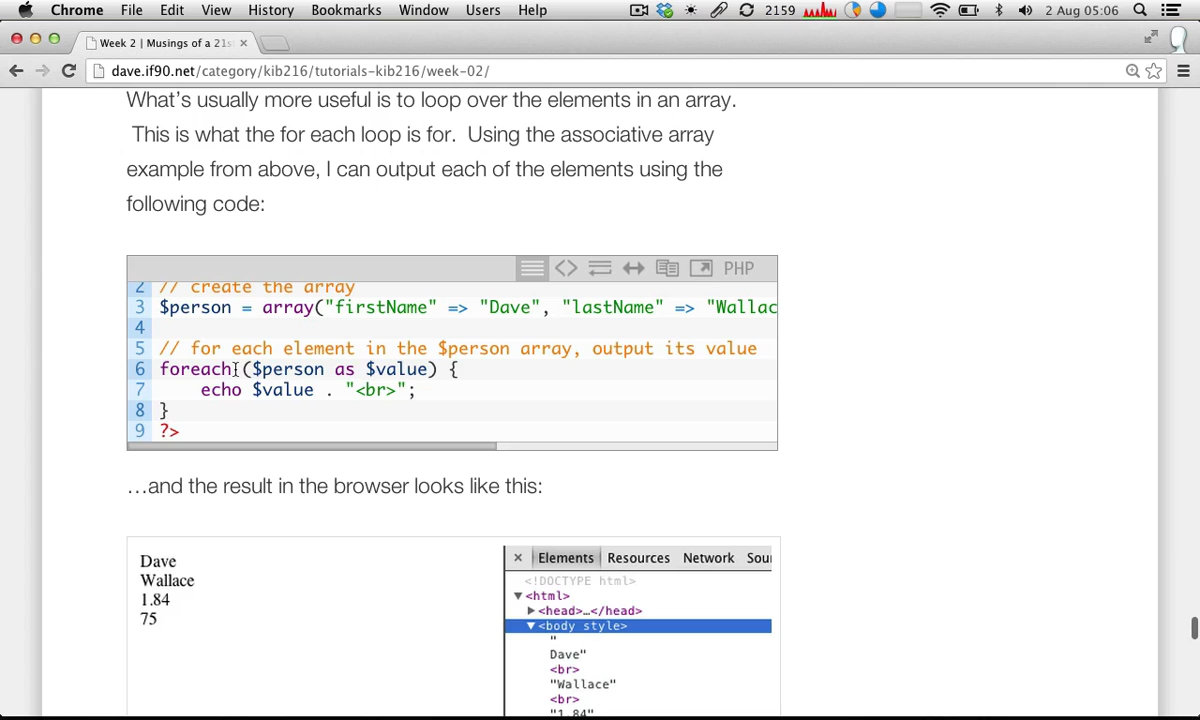 Chrome File Edit View History Bookmarks Window Users Help 2159 2 Aug 05:06
Week 2 | Musings of a 21s
dave.if90.net/category/kib216/tutorials-kib216/week-02/
What's usually more useful is to loop over the elements in an array.
This is what the for each loop is for. Using the associative array
example from above, I can output each of the elements using the
following code:
PHP
2 // create the array
3 $person = array("firstName" => "Dave", "lastName" => "Wallac
4
5 // for each element in the $person array, output its value
6 foreach ($person as $value) {
7 echo $value . "<br>";
8 }
9 ?>
…and the result in the browser looks like this:
Dave
Wallace
1.84
75
× Elements Resources Network Sou
<!DOCTYPE html>
▼<html>
▶<head>…</head>
▼<body style>
"
Dave"
<br>
"Wallace"
<br>
"1.84"